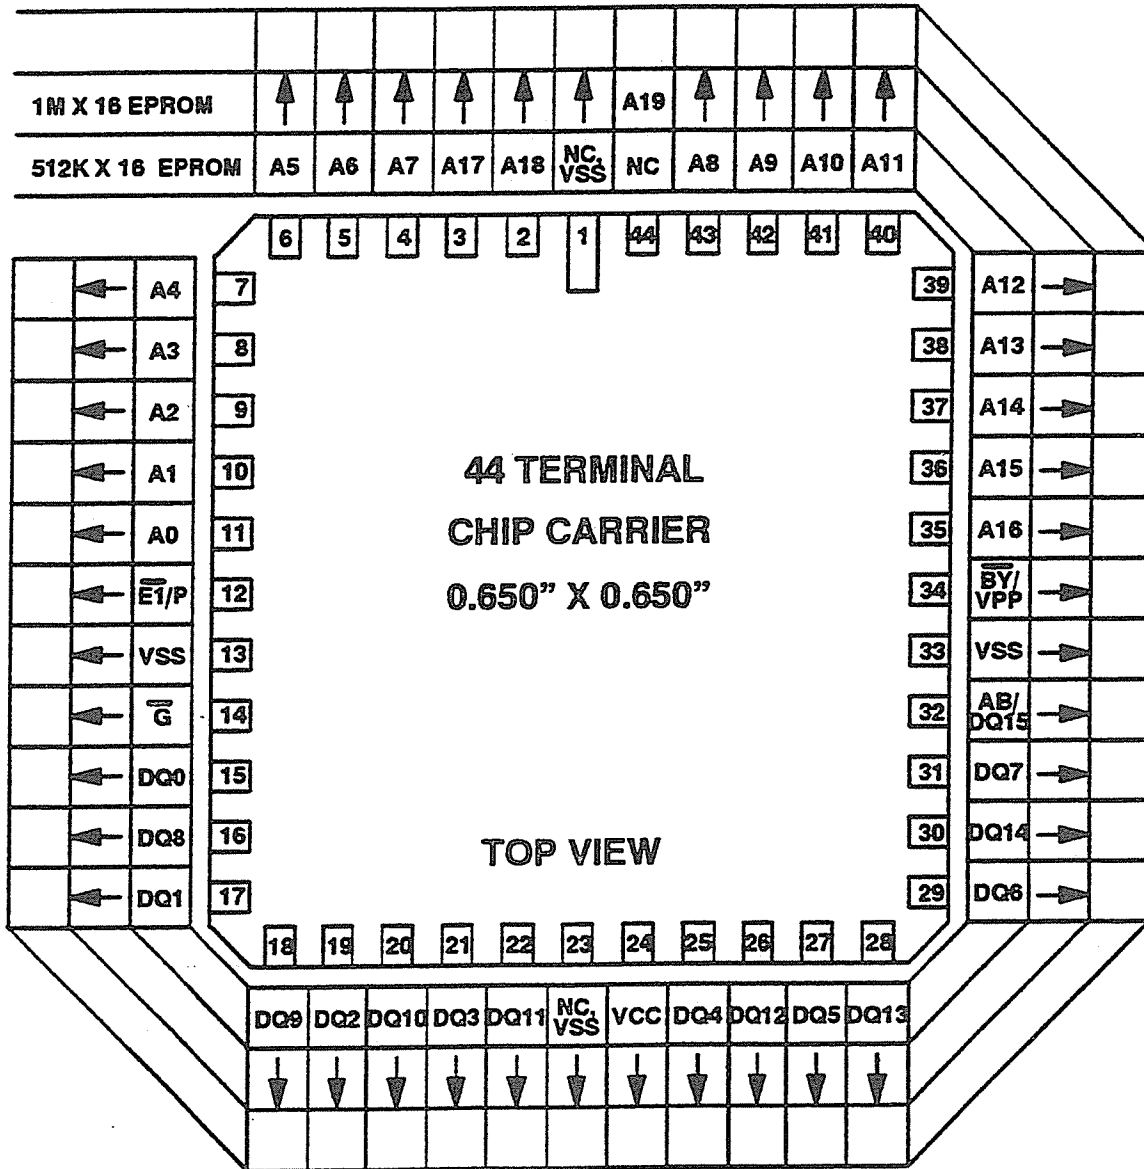 1M X 16 EPROM A19
512K X 16 EPROM A5 A6 A7 A17 A18 NC, VSS NC A8 A9 A10 A11
6 5 4 3 2 1 44 43 42 41 40
A4 7 39 A12
A3 8 38 A13
A2 9 37 A14
A1 10 36 A15
A0 11 35 A16
E1/P 12 34 BY/VPP
VSS 13 33 VSS
G 14 32 AB/DQ15
DQ0 15 31 DQ7
DQ8 16 30 DQ14
DQ1 17 29 DQ6
44 TERMINAL
CHIP CARRIER
0.650” X 0.650”
TOP VIEW
18 19 20 21 22 23 24 25 26 27 28
DQ9 DQ2 DQ10 DQ3 DQ11 NC, VSS VCC DQ4 DQ12 DQ5 DQ13